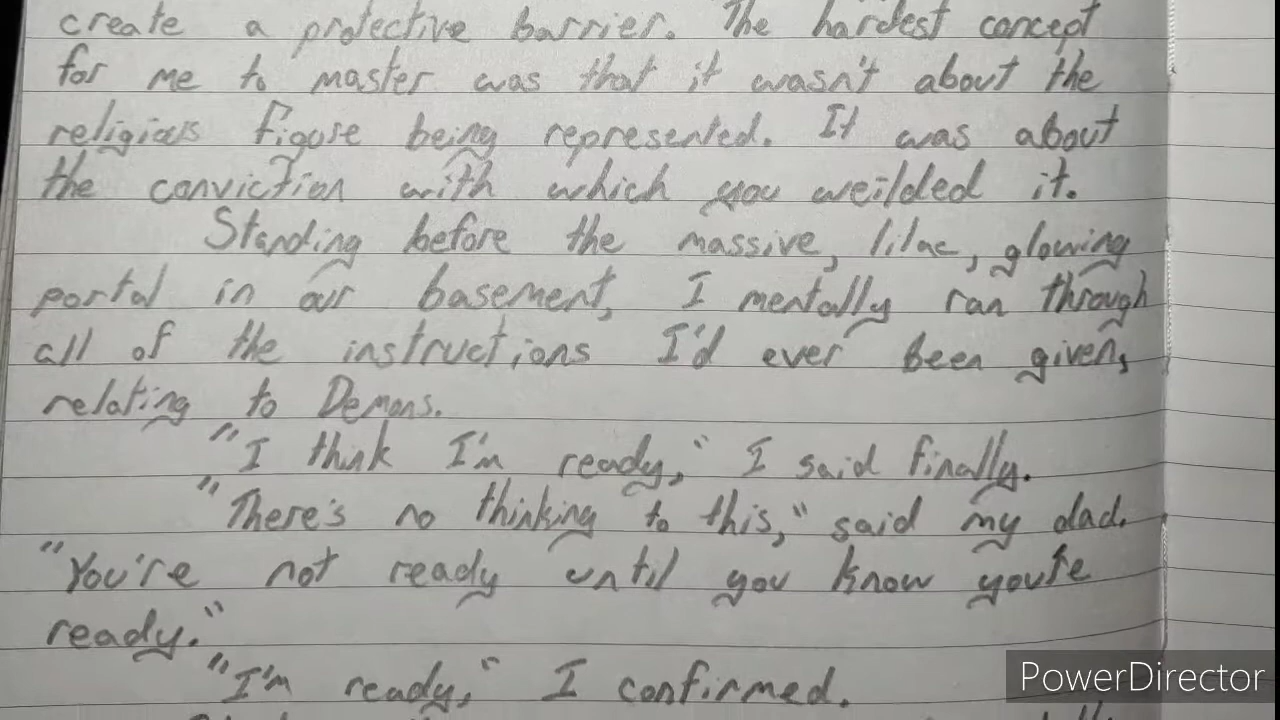 create a protective barrier. The hardest concept
for me to master was that it wasn't about the
religious figure being represented. It was about
the conviction with which you weilded it.
Standing before the massive, lilac, glowing
portal in our basement, I mentally ran through
all of the instructions I'd ever been given,
relating to Demons.
"I think I'm ready," I said finally.
"There's no thinking to this," said my dad.
"You're not ready until you know you're
ready."
"I'm ready," I confirmed.
PowerDirector